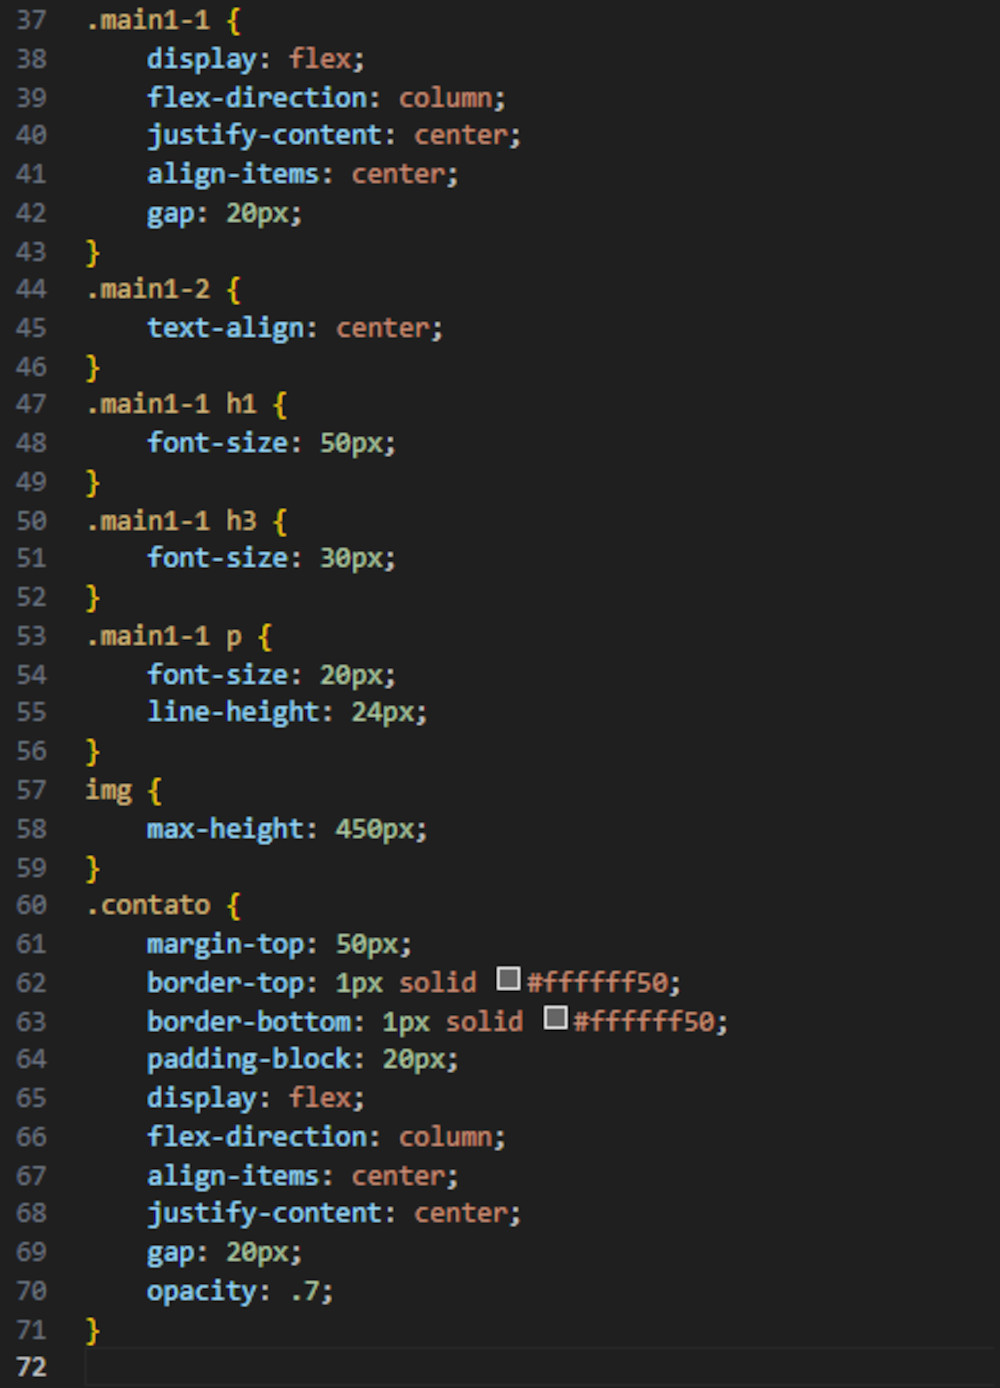 37 .main1-1 {
38     display: flex;
39     flex-direction: column;
40     justify-content: center;
41     align-items: center;
42     gap: 20px;
43 }
44 .main1-2 {
45     text-align: center;
46 }
47 .main1-1 h1 {
48     font-size: 50px;
49 }
50 .main1-1 h3 {
51     font-size: 30px;
52 }
53 .main1-1 p {
54     font-size: 20px;
55     line-height: 24px;
56 }
57 img {
58     max-height: 450px;
59 }
60 .contato {
61     margin-top: 50px;
62     border-top: 1px solid #ffffff50;
63     border-bottom: 1px solid #ffffff50;
64     padding-block: 20px;
65     display: flex;
66     flex-direction: column;
67     align-items: center;
68     justify-content: center;
69     gap: 20px;
70     opacity: .7;
71 }
72